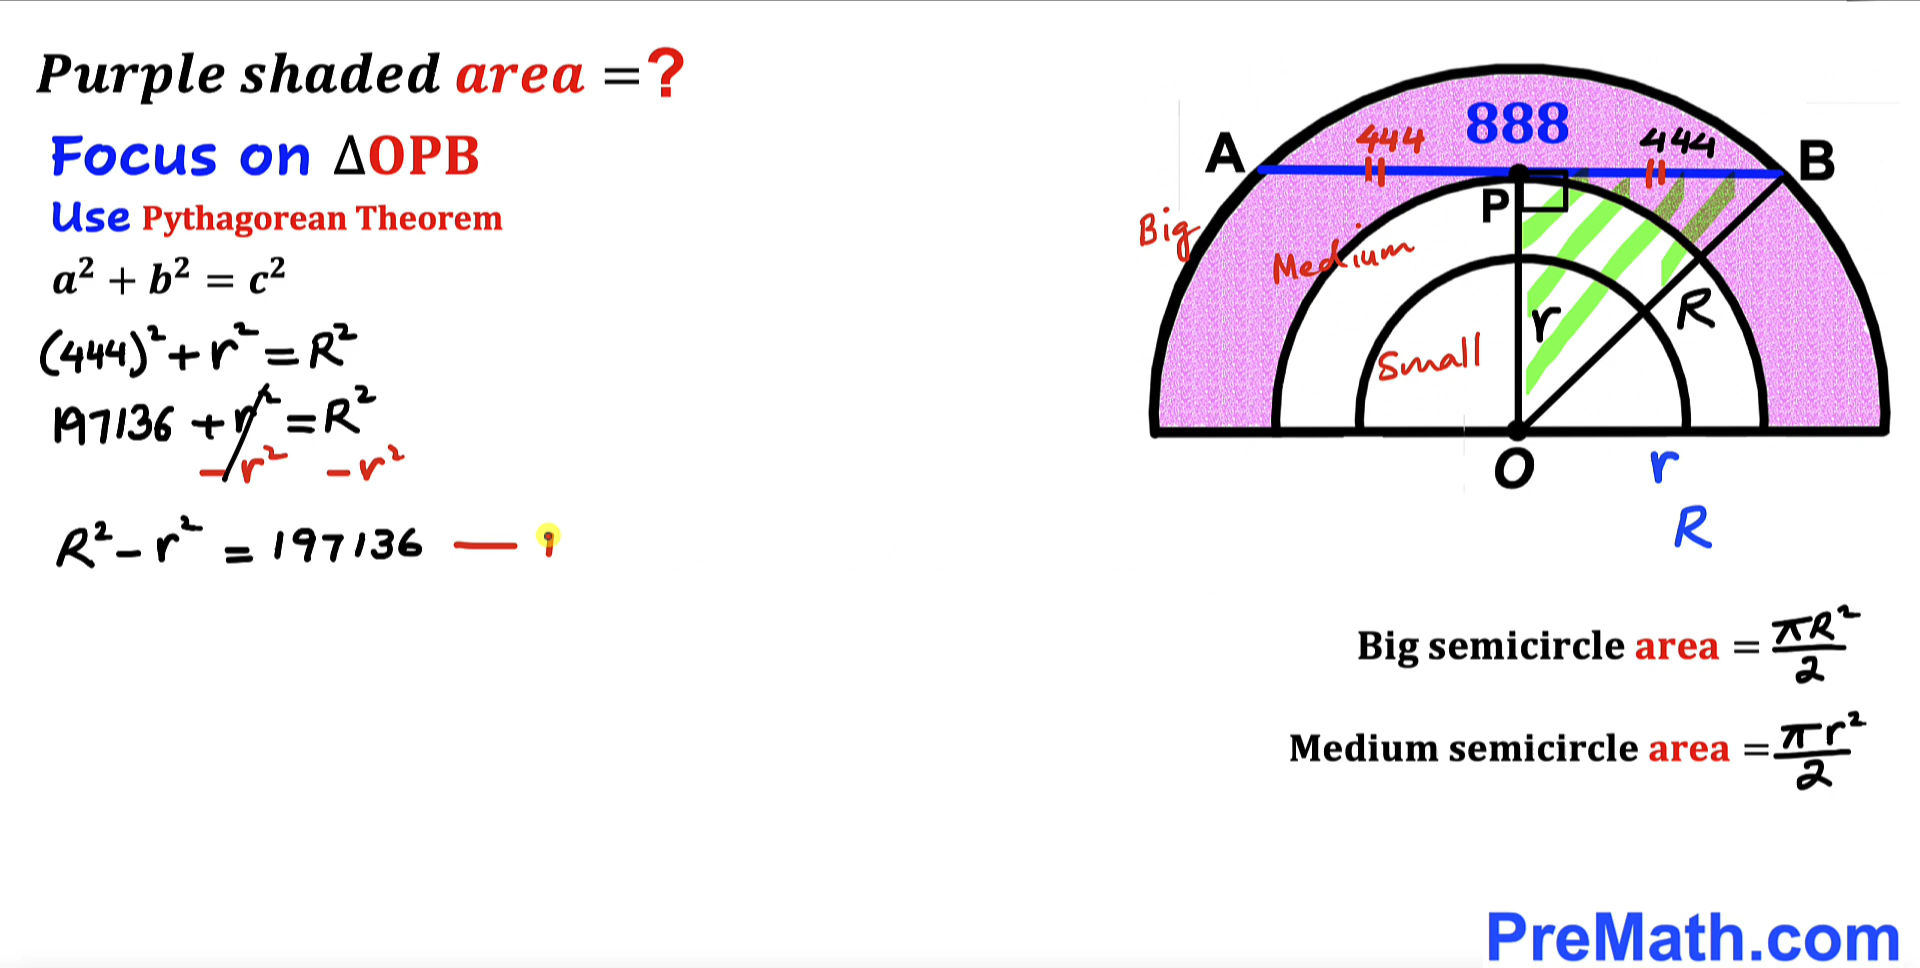 Purple shaded area =?
Focus on ΔOPB
Use Pythagorean Theorem
a² + b² = c²
(444)² + r² = R²
197136 + r² = R²
- r² - r²
R² - r² = 197136 —
A
444
888
444
B
P
Big
Medium
Small
r
R
O
r
R
Big semicircle area = πR²/2
Medium semicircle area = πr²/2
PreMath.com